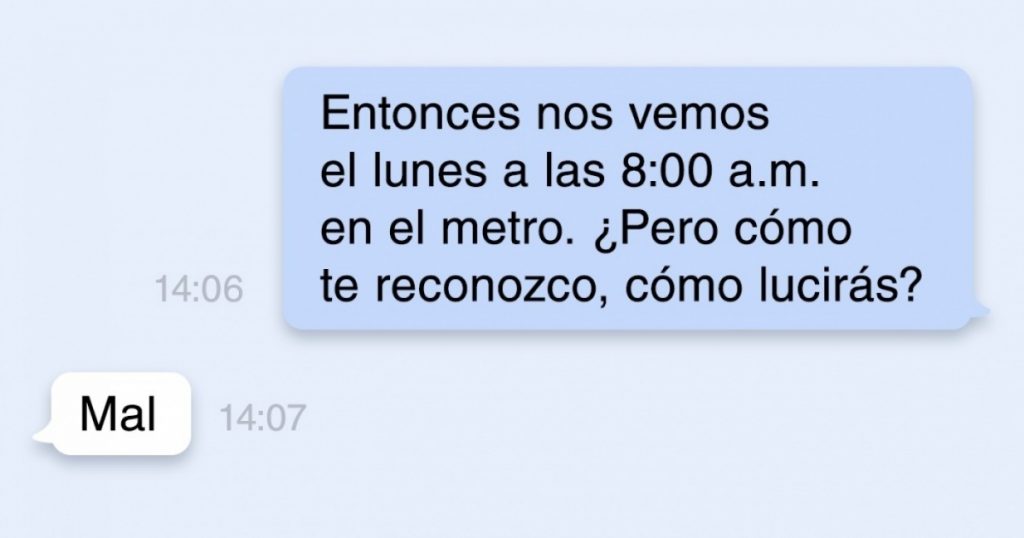 Entonces nos vemos
el lunes a las 8:00 a.m.
en el metro. ¿Pero cómo
te reconozco, cómo lucirás?
14:06
Mal
14:07